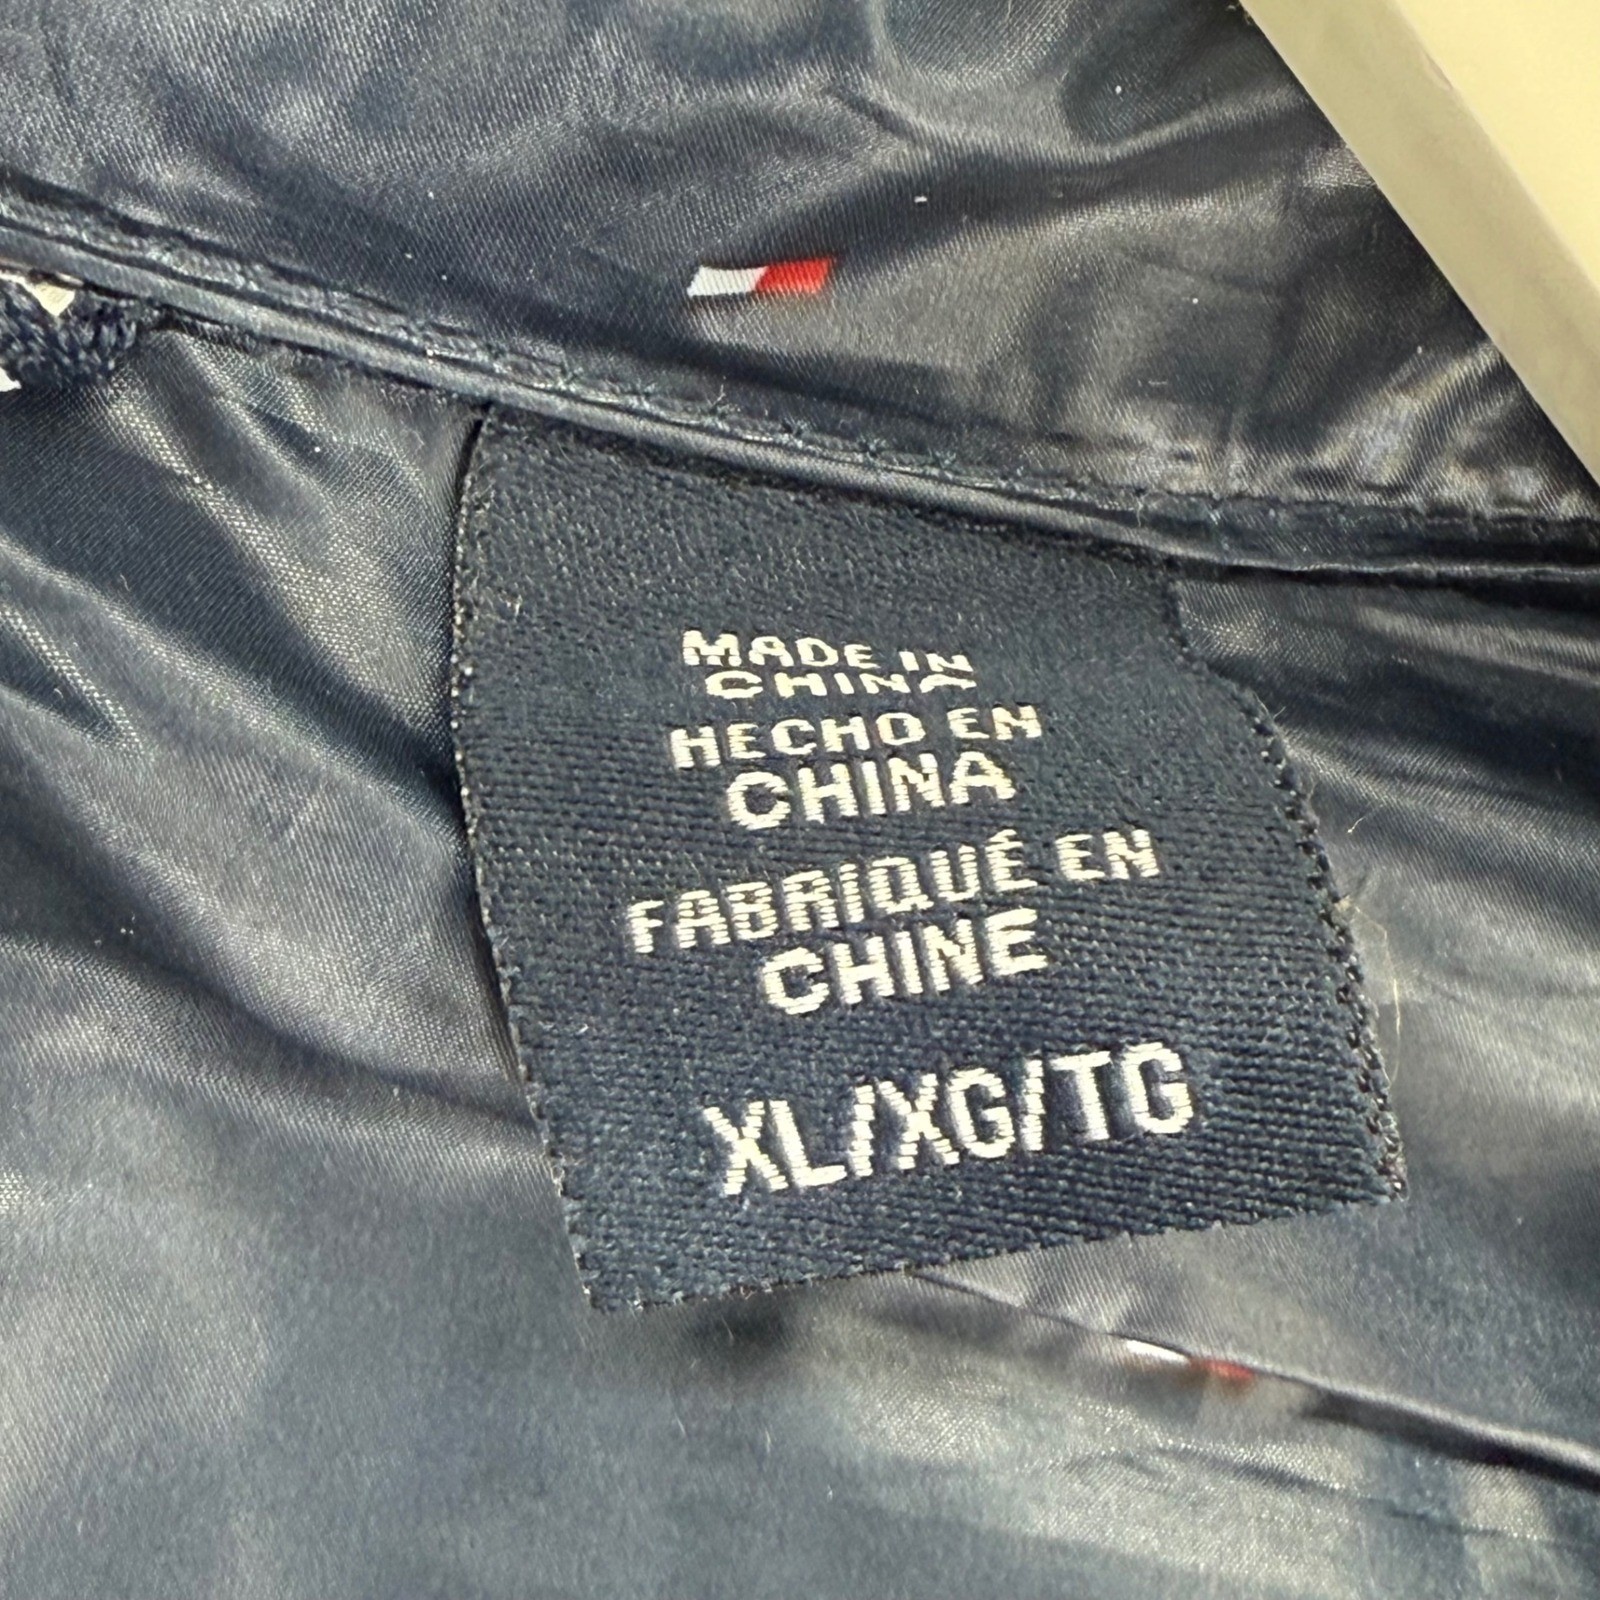 MADE IN
CHINA
HECHO EN
CHINA
FABRIQUÉ EN
CHINE
XL/XG/TG